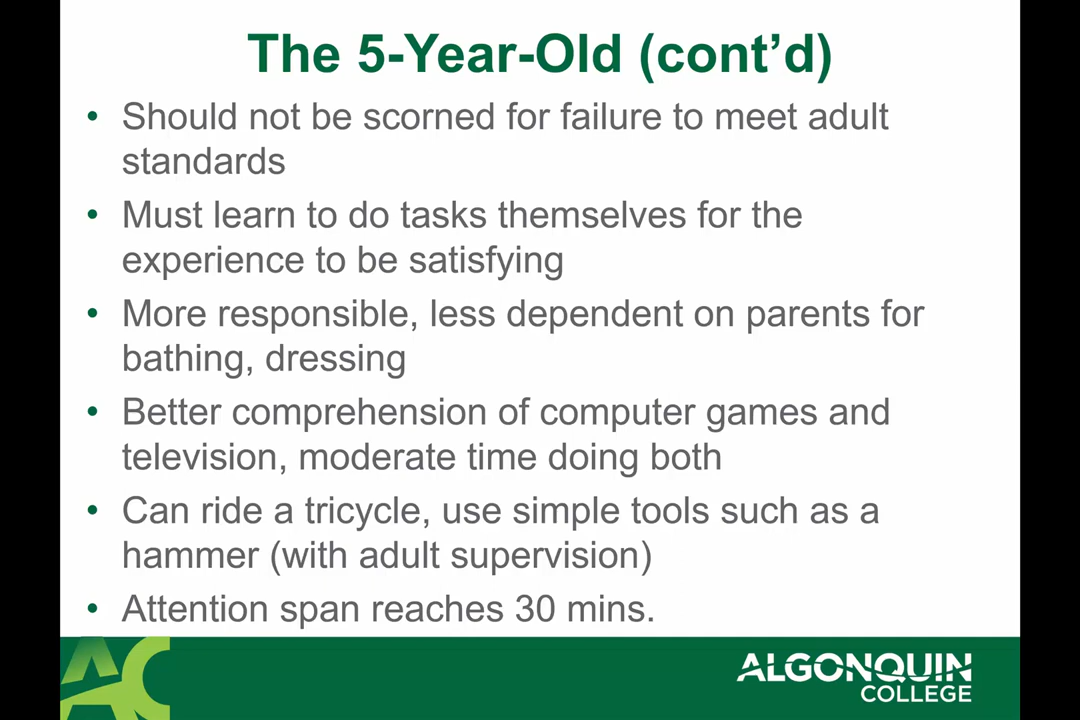 The 5-Year-Old (cont’d)
• Should not be scorned for failure to meet adult
standards
• Must learn to do tasks themselves for the
experience to be satisfying
• More responsible, less dependent on parents for
bathing, dressing
• Better comprehension of computer games and
television, moderate time doing both
• Can ride a tricycle, use simple tools such as a
hammer (with adult supervision)
• Attention span reaches 30 mins.
AC
ALGONQUIN
COLLEGE